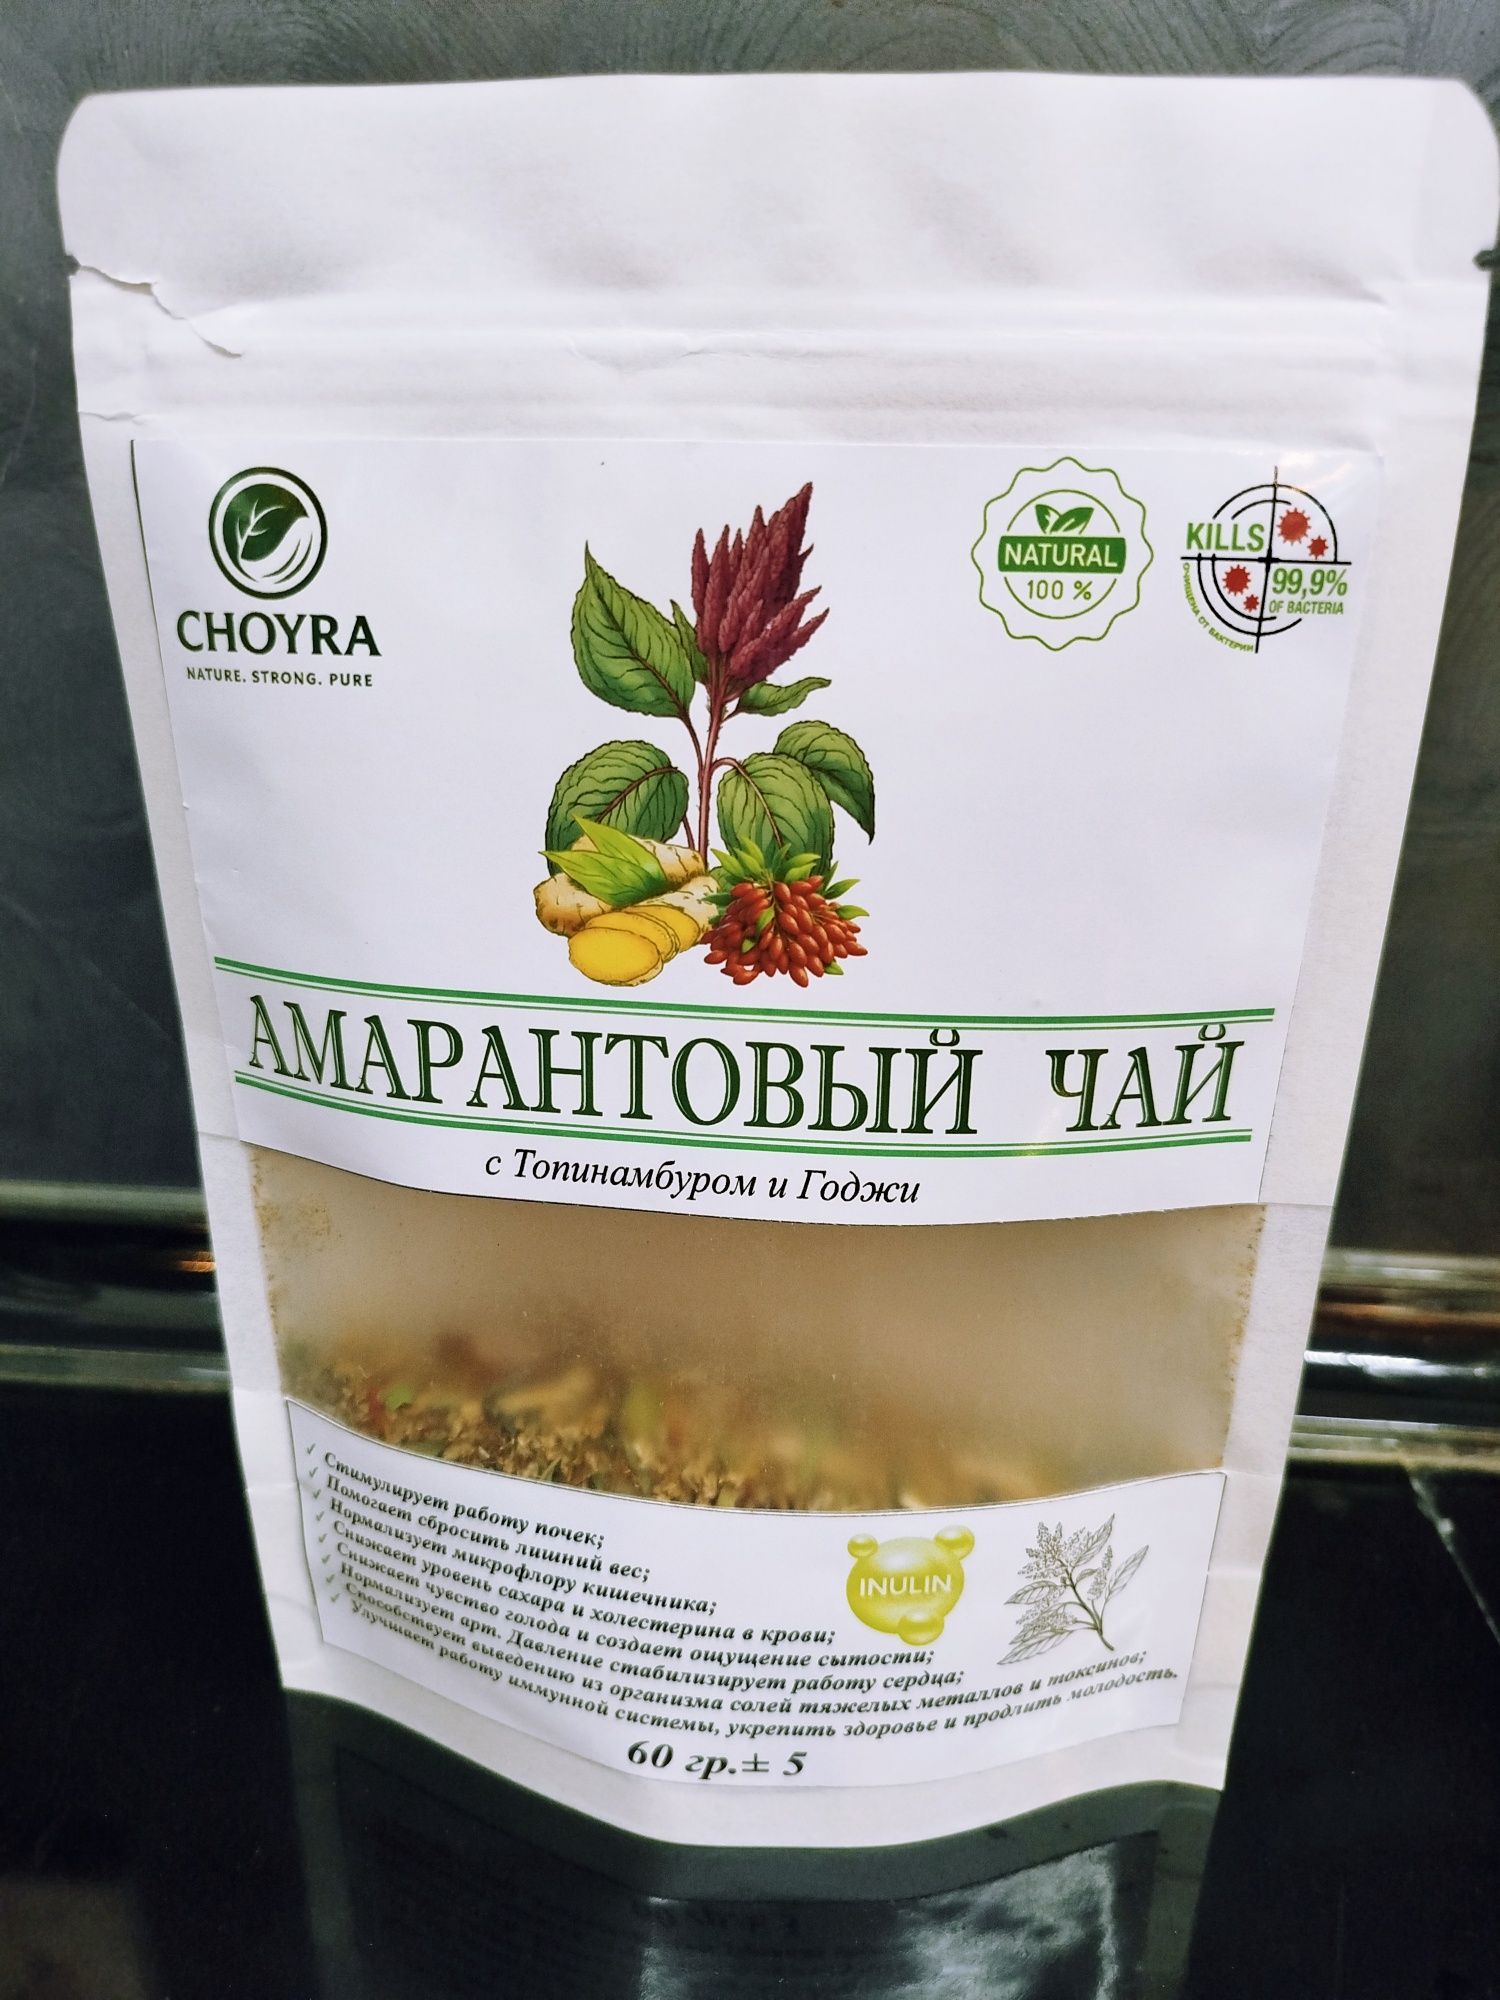 CHOYRA
NATURE. STRONG. PURE
NATURAL
100 %
KILLS
99,9%
OF BACTERIA
ОЧИЩЕНА ОТ БАКТЕРИИ
АМАРАНТОВЫЙ ЧАЙ
с Топинамбуром и Годжи
✓ Стимулирует работу почек;
✓ Помогает сбросить лишний вес;
✓ Нормализует микрофлору кишечника;
✓ Снижает уровень сахара и холестерина в крови;
✓ Снижает чувство голода и создает ощущение сытости;
✓ Нормализует арт. Давление стабилизирует работу сердца;
✓ Способствует выведению из организма солей тяжелых металлов и токсинов;
✓ Улучшает работу иммунной системы, укрепить здоровье и продлить молодость.
INULIN
60 гр.± 5